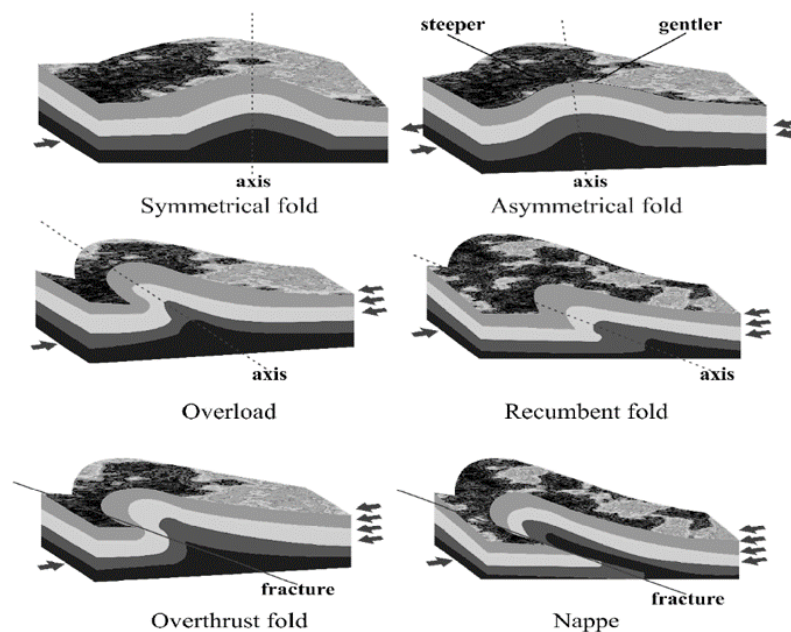 steeper gentler
axis axis
Symmetrical fold Asymmetrical fold
axis axis
Overload Recumbent fold
fracture fracture
Overthrust fold Nappe